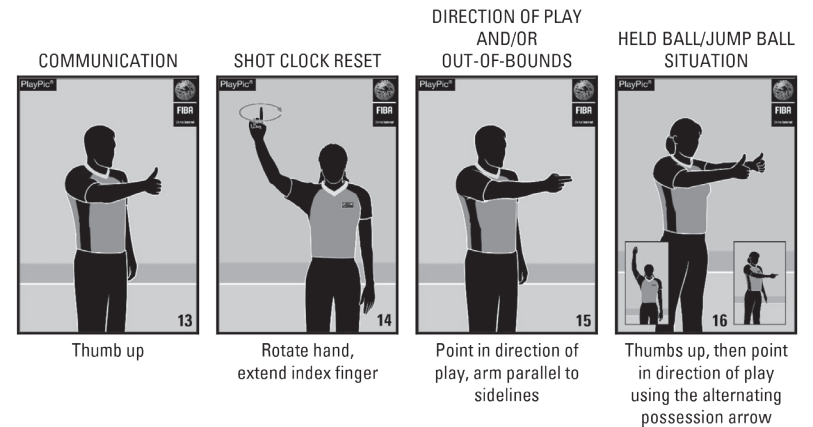 COMMUNICATION
PlayPic®
FIBA
13
Thumb up
SHOT CLOCK RESET
PlayPic®
FIBA
14
Rotate hand,
extend index finger
DIRECTION OF PLAY
AND/OR
OUT-OF-BOUNDS
PlayPic®
FIBA
15
Point in direction of
play, arm parallel to
sidelines
HELD BALL/JUMP BALL
SITUATION
PlayPic®
FIBA
16
Thumbs up, then point
in direction of play
using the alternating
possession arrow